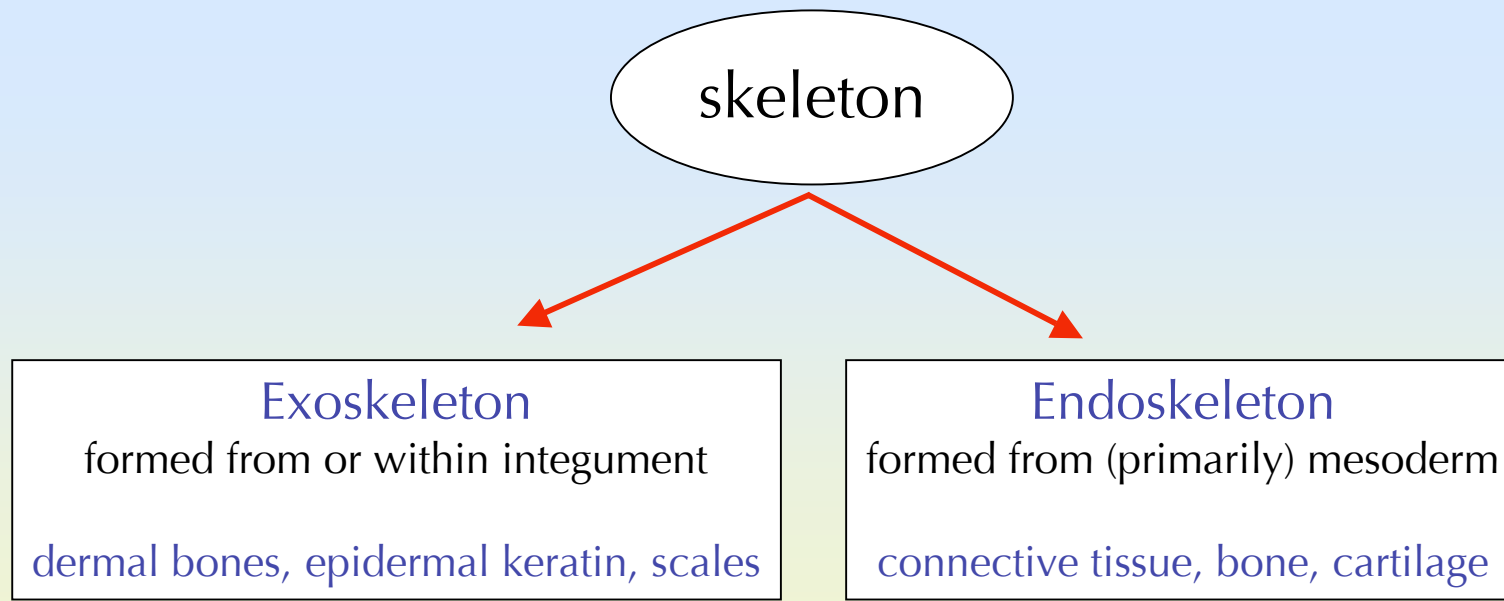 skeleton
Exoskeleton
formed from or within integument
dermal bones, epidermal keratin, scales
Endoskeleton
formed from (primarily) mesoderm
connective tissue, bone, cartilage